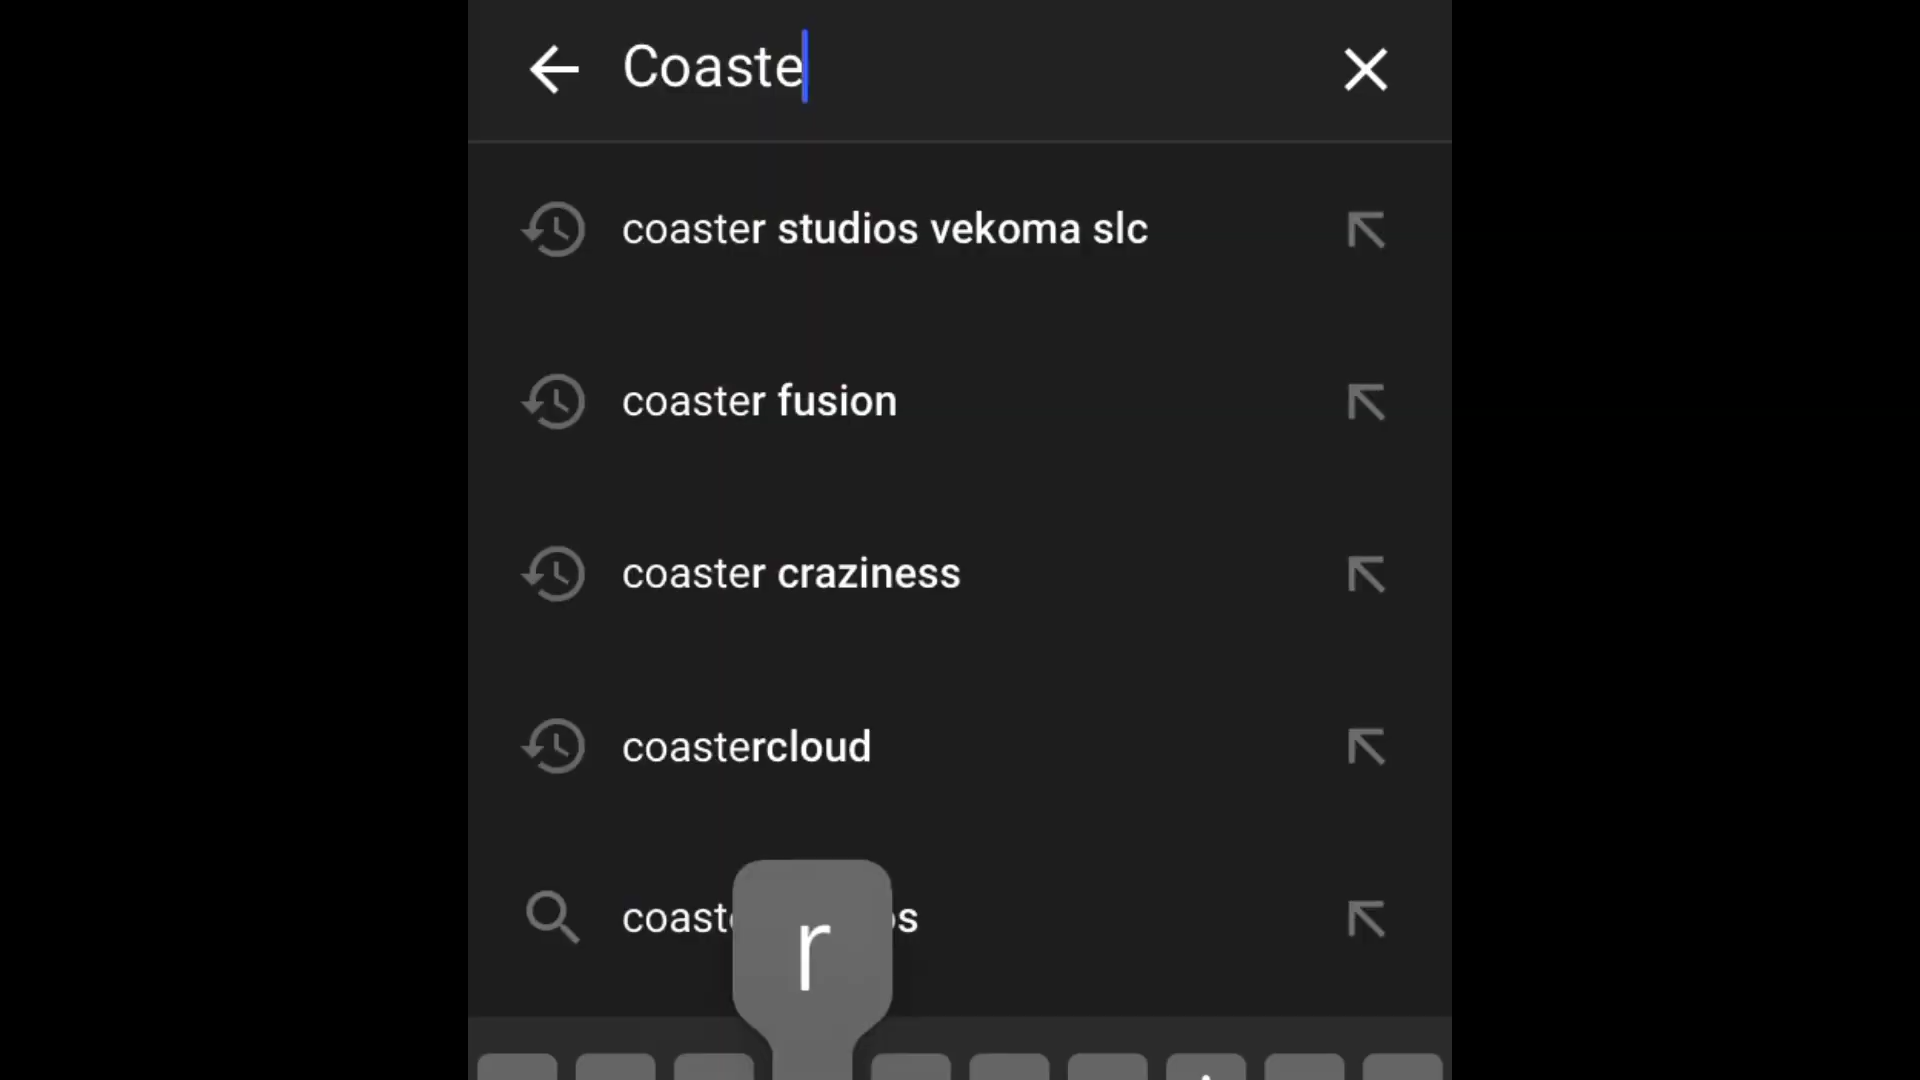 Coaste
coaster studios vekoma slc
coaster fusion
coaster craziness
coastercloud
r